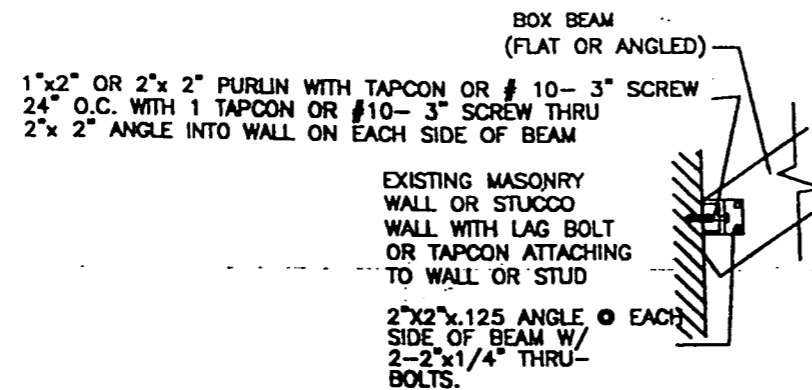 BOX BEAM
(FLAT OR ANGLED)
1"x2" OR 2"x 2" PURLIN WITH TAPCON OR # 10- 3" SCREW
24" O.C. WITH 1 TAPCON OR #10- 3" SCREW THRU
2"x 2" ANGLE INTO WALL ON EACH SIDE OF BEAM
EXISTING MASONRY
WALL OR STUCCO
WALL WITH LAG BOLT
OR TAPCON ATTACHING
TO WALL OR STUD
2"X2"x.125 ANGLE @ EACH
SIDE OF BEAM W/
2-2"x1/4" THRU-
BOLTS.